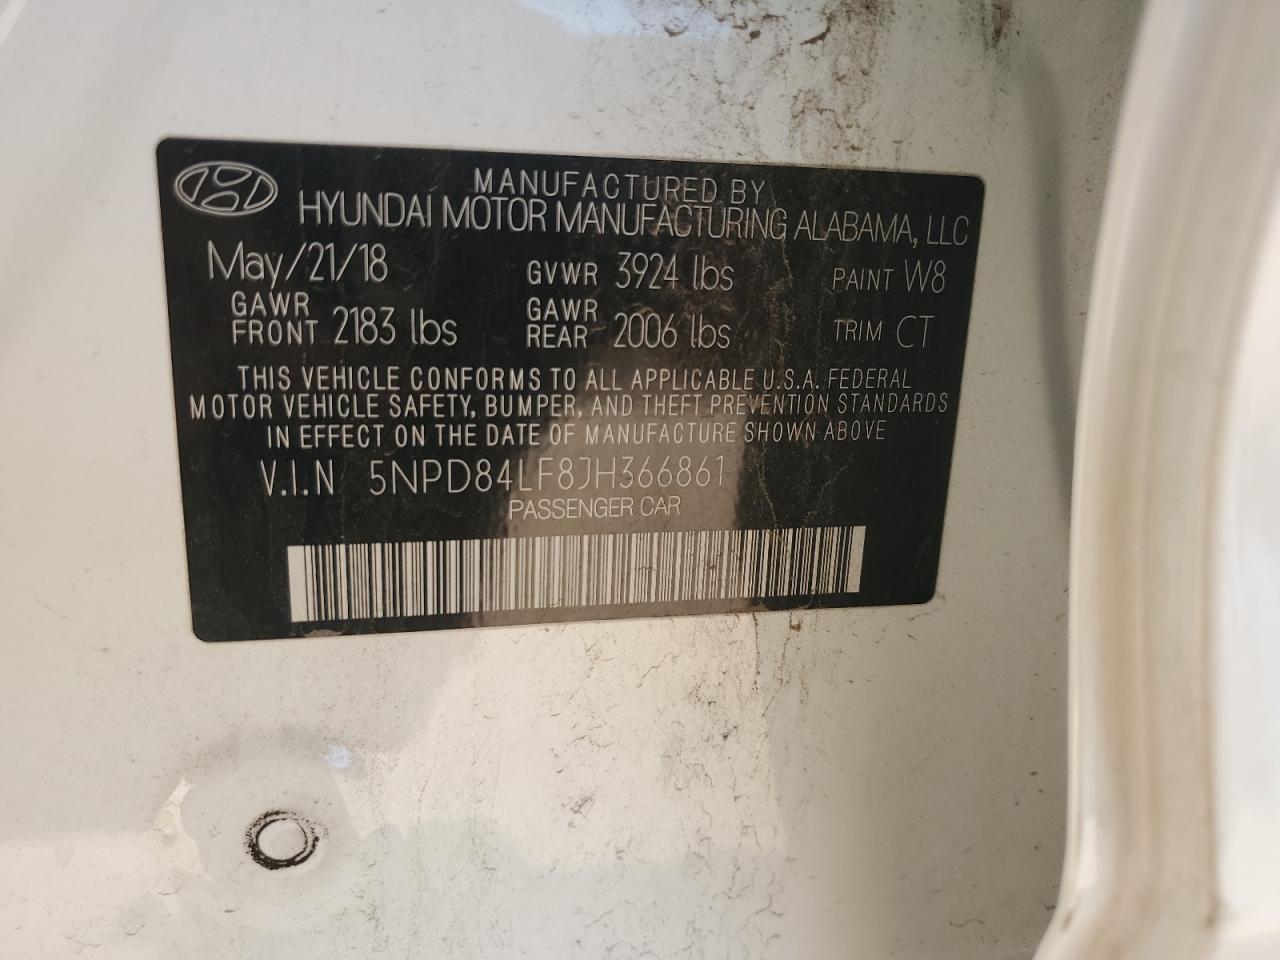 MANUFACTURED BY
HYUNDAI MOTOR MANUFACTURING ALABAMA, LLC
May/21/18 GVWR 3924 lbs PAINT W8
GAWR FRONT 2183 lbs GAWR REAR 2006 lbs TRIM CT
THIS VEHICLE CONFORMS TO ALL APPLICABLE U.S.A. FEDERAL
MOTOR VEHICLE SAFETY, BUMPER, AND THEFT PREVENTION STANDARDS
IN EFFECT ON THE DATE OF MANUFACTURE SHOWN ABOVE
V.I.N 5NPD84LF8JH366861
PASSENGER CAR